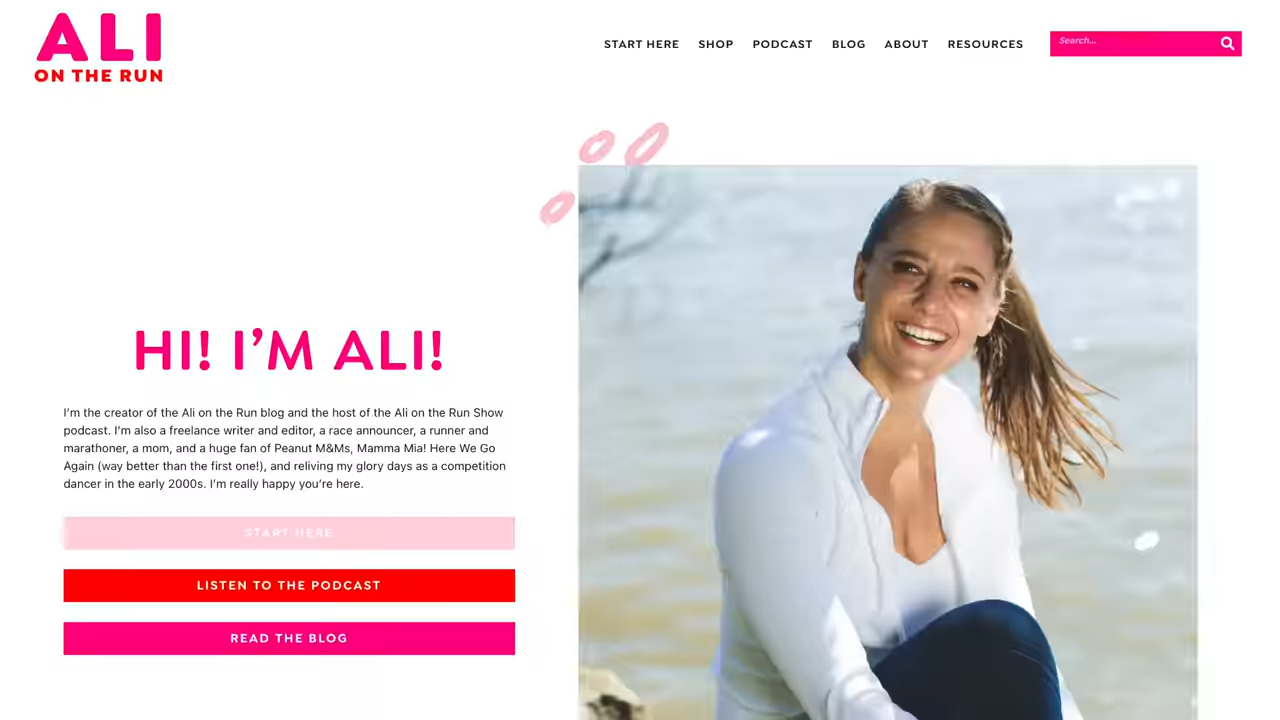 ALI
ON THE RUN
START HERE SHOP PODCAST BLOG ABOUT RESOURCES
Search...
HI! I’M ALI!
I’m the creator of the Ali on the Run blog and the host of the Ali on the Run Show
podcast. I’m also a freelance writer and editor, a race announcer, a runner and
marathoner, a mom, and a huge fan of Peanut M&Ms, Mamma Mia! Here We Go
Again (way better than the first one!), and reliving my glory days as a competition
dancer in the early 2000s. I’m really happy you’re here.
START HERE
LISTEN TO THE PODCAST
READ THE BLOG